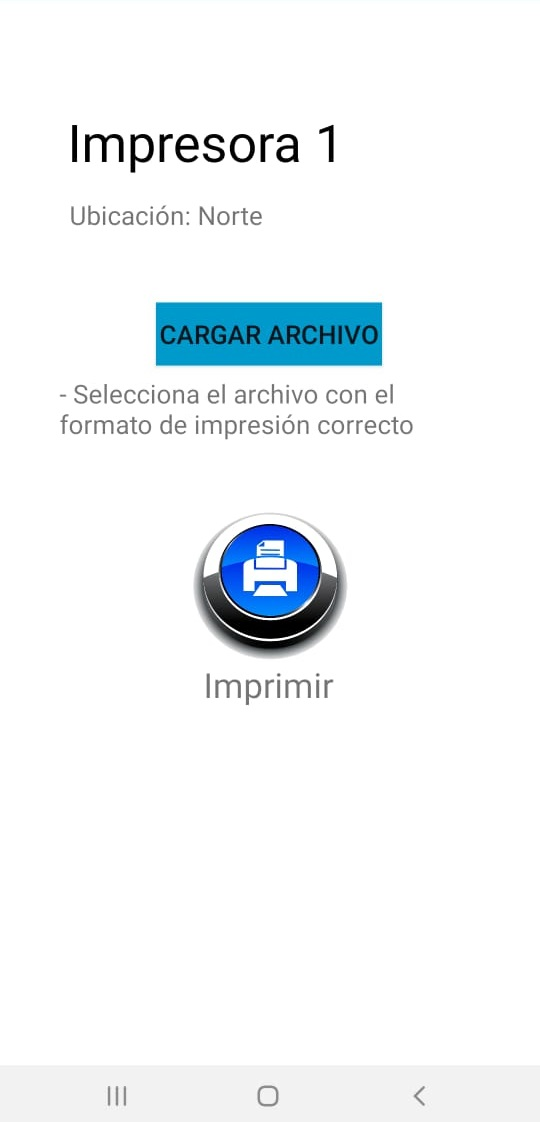 Impresora 1
Ubicación: Norte
CARGAR ARCHIVO
- Selecciona el archivo con el
formato de impresión correcto
Imprimir